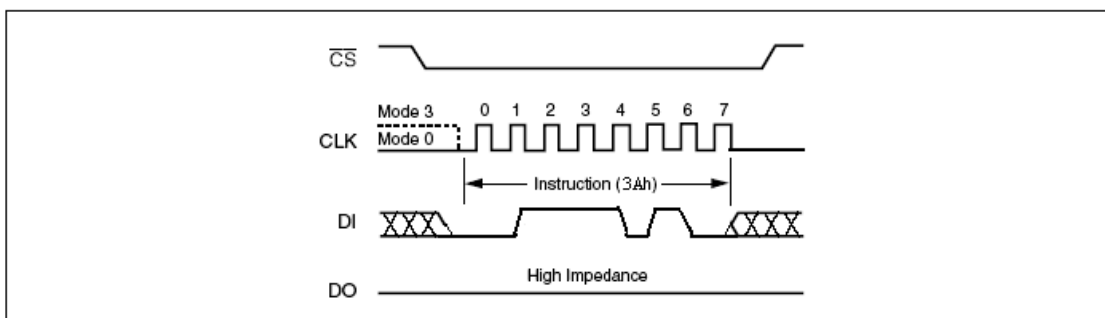 CS
Mode 3
0 1 2 3 4 5 6 7
CLK
Mode 0
Instruction (3Ah)
DI
High Impedance
DO